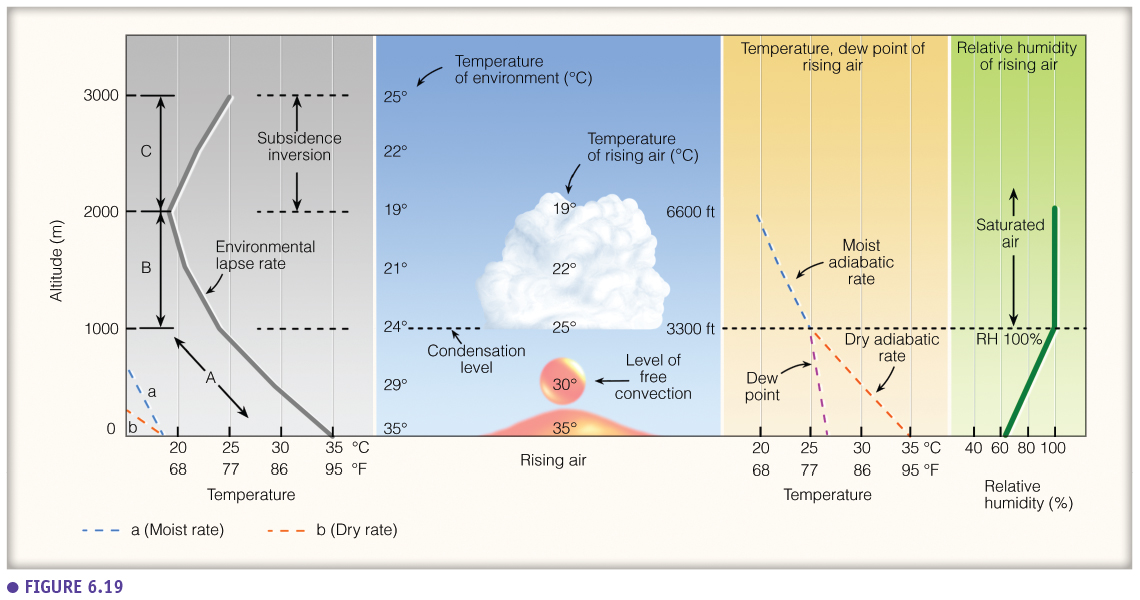 Temperature
of environment (°C)
Temperature, dew point of
rising air
Relative humidity
of rising air
3000
C
Subsidence
inversion
2000
B
Environmental
lapse rate
1000
A
a
b
0
Altitude (m)
20 25 30 35 °C
68 77 86 95 °F
Temperature
25°
22°
19°
21°
24°
29°
35°
Temperature
of rising air (°C)
19°
22°
25°
30°
35°
6600 ft
3300 ft
Condensation
level
Level of
free
convection
Rising air
Moist
adiabatic
rate
Dry adiabatic
rate
Dew
point
20 25 30 35 °C
68 77 86 95 °F
Temperature
Saturated
air
RH 100%
40 60 80 100
Relative
humidity (%)
a (Moist rate) b (Dry rate)
FIGURE 6.19